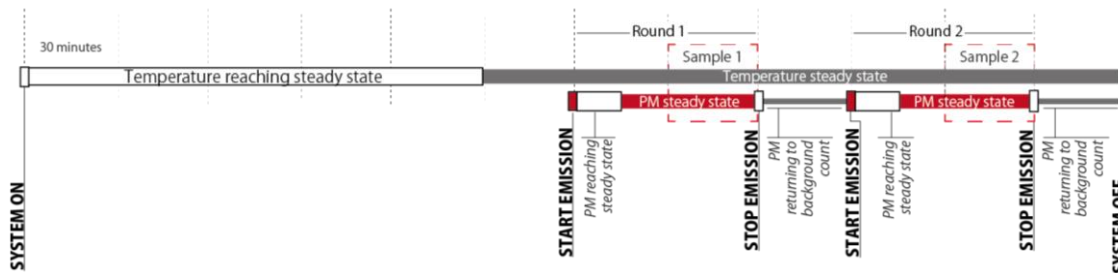 Round 1
Round 2
30 minutes
Sample 1
Sample 2
Temperature reaching steady state
Temperature steady state
PM steady state
PM steady state
SYSTEM ON
START EMISSION
PM reaching
steady state
STOP EMISSION
PM
returning to
background
count
START EMISSION
PM reaching
steady state
STOP EMISSION
PM
returning to
background
count
SYSTEM OFF